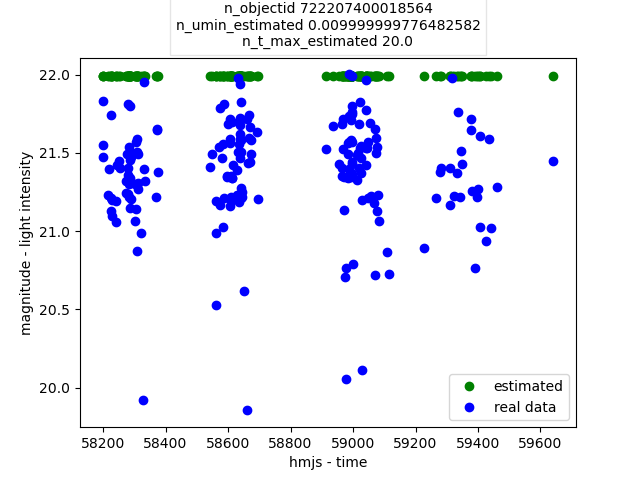 n_objectid 722207400018564
n_umin_estimated 0.009999999776482582
n_t_max_estimated 20.0
22.0
21.5
21.0
20.5
20.0
magnitude - light intensity
58200 58400 58600 58800 59000 59200 59400 59600
hmjs - time
estimated
real data